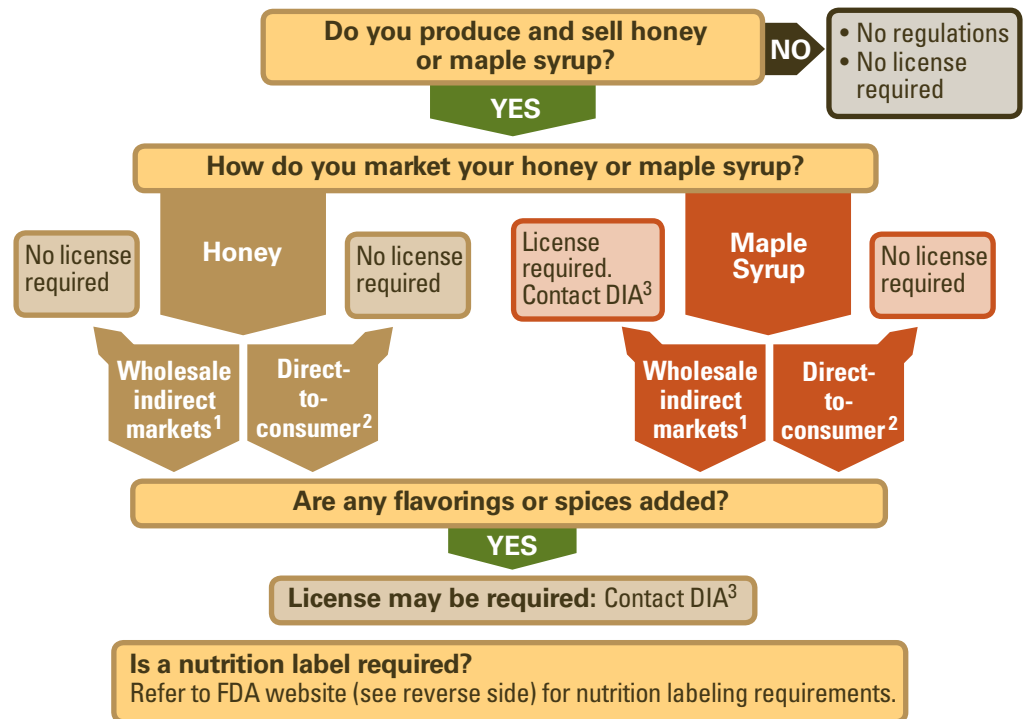 Do you produce and sell honey
or maple syrup?
NO
• No regulations
• No license
required
YES
How do you market your honey or maple syrup?
No license
required
Honey
No license
required
License
required.
Contact DIA³
Maple
Syrup
No license
required
Wholesale
indirect
markets¹
Direct-
to-
consumer²
Wholesale
indirect
markets¹
Direct-
to-
consumer²
Are any flavorings or spices added?
YES
License may be required: Contact DIA³
Is a nutrition label required?
Refer to FDA website (see reverse side) for nutrition labeling requirements.